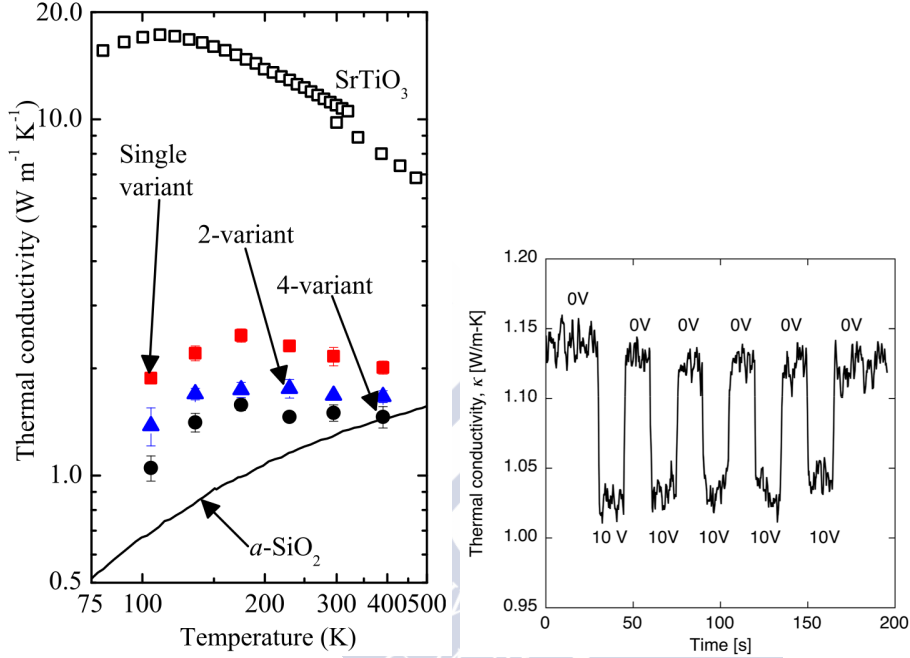 20.0
10.0
1.0
0.5
Thermal conductivity (W m⁻¹ K⁻¹)
SrTiO₃
Single
variant
2-variant
4-variant
a-SiO₂
75 100 200 300 400 500
Temperature (K)
1.20
1.15
1.10
1.05
1.00
0.95
Thermal conductivity, κ [W/m-K]
0V
0V 0V 0V 0V 0V
10 V 10V 10V 10V 10V
0 50 100 150 200
Time [s]